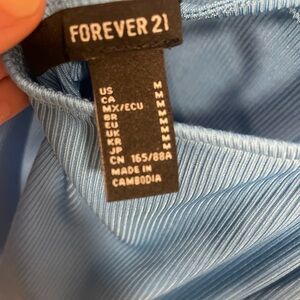 FOREVER 21
US M
CA M
MX/ECU M
BR M
EU M
UK M
KR M
JP M
CN 165/88A
MADE IN
CAMBODIA